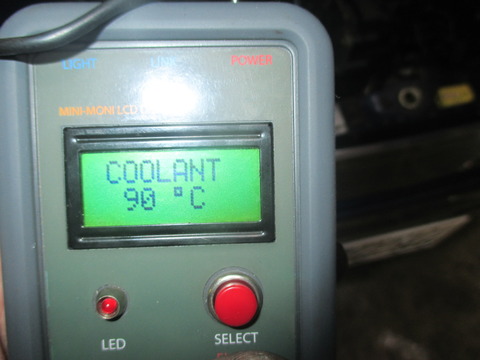 LIGHT LINK POWER
MINI-MONI LCD
COOLANT
90 °C
LED SELECT